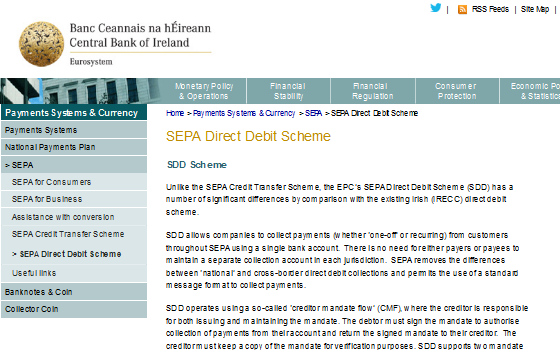 | RSS Feeds | Site Map |
Banc Ceannais na hÉireann
Central Bank of Ireland
Eurosystem
Monetary Policy & Operations
Financial Stability
Financial Regulation
Consumer Protection
Economic Po
& Statistics
Payments Systems & Currency
Home > Payments Systems & Currency > SEPA > SEPA Direct Debit Scheme
Payments Systems
National Payments Plan
> SEPA
SEPA for Consumers
SEPA for Business
Assistance with conversion
SEPA Credit Transfer Scheme
> SEPA Direct Debit Scheme
Useful links
Banknotes & Coin
Collector Coin
SEPA Direct Debit Scheme
SDD Scheme
Unlike the SEPA Credit Transfer Scheme, the EPC's SEPA Direct Debit Scheme (SDD) has a
number of significant differences by comparison with the existing Irish (IRECC) direct debit
scheme.
SDD allows companies to collect payments (whether 'one-off' or recurring) from customers
throughout SEPA using a single bank account. There is no need for either payers or payees to
maintain a separate collection account in each jurisdiction. SEPA removes the differences
between 'national' and cross-border direct debit collections and permits the use of a standard
message format to collect payments.
SDD operates using a so-called 'creditor mandate flow' (CMF), where the creditor is responsible
for both issuing and maintaining the mandate. The debtor must sign the mandate to authorise
collection of payments from their account and return the signed mandate to their creditor. The
creditor must keep a copy of the mandate for verification purposes. SDD supports two mandate